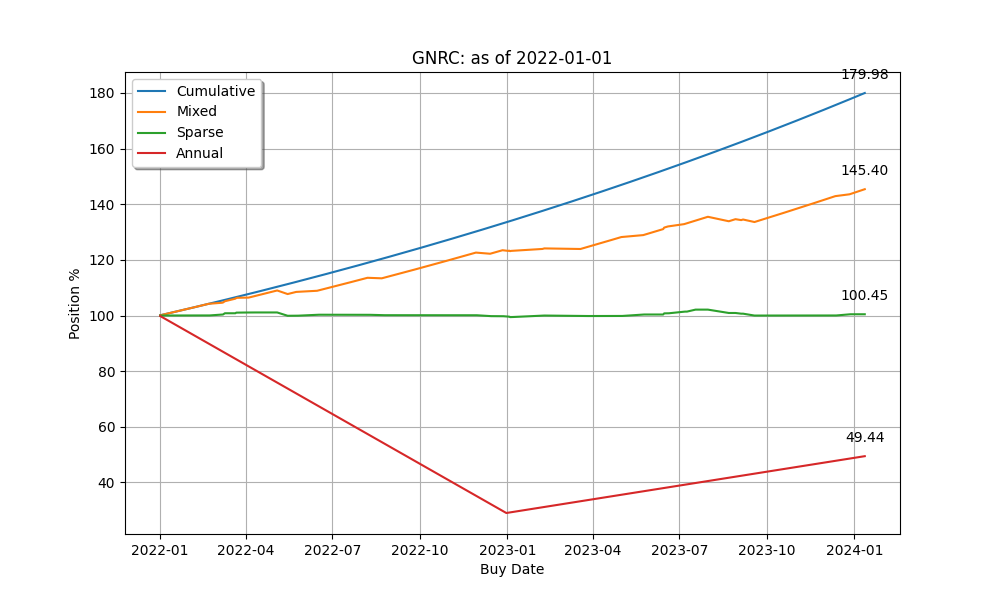 GNRC: as of 2022-01-01
179.98
180
Cumulative
Mixed
Sparse
Annual
160
145.40
140
120
100.45
100
80
60
49.44
40
Position %
2022-01 2022-04 2022-07 2022-10 2023-01 2023-04 2023-07 2023-10 2024-01
Buy Date